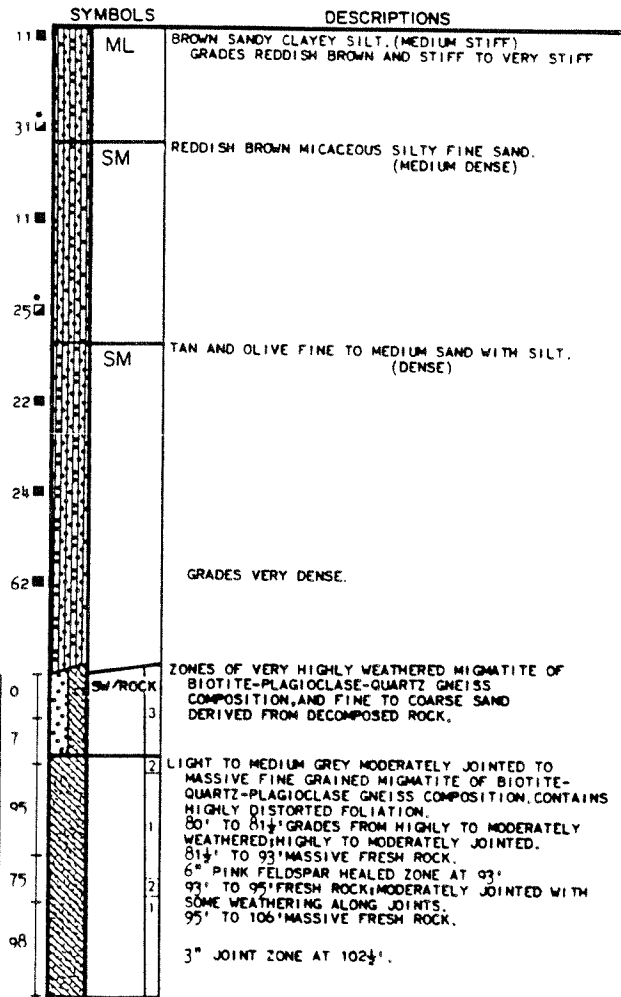 SYMBOLS DESCRIPTIONS
11 ML BROWN SANDY CLAYEY SILT.(MEDIUM STIFF)
GRADES REDDISH BROWN AND STIFF TO VERY STIFF
31
SM REDDISH BROWN MICACEOUS SILTY FINE SAND.
(MEDIUM DENSE)
11
25
SM TAN AND OLIVE FINE TO MEDIUM SAND WITH SILT.
(DENSE)
22
24
62 GRADES VERY DENSE.
ZONES OF VERY HIGHLY WEATHERED MIGMATITE OF
0 SW/ROCK BIOTITE-PLAGIOCLASE-QUARTZ GNEISS
3 COMPOSITION,AND FINE TO COARSE SAND
7 DERIVED FROM DECOMPOSED ROCK.
2 LIGHT TO MEDIUM GREY MODERATELY JOINTED TO
MASSIVE FINE GRAINED MIGMATITE OF BIOTITE-
QUARTZ-PLAGIOCLASE GNEISS COMPOSITION.CONTAINS
95 HIGHLY DISTORTED FOLIATION.
1 80' TO 81½'GRADES FROM HIGHLY TO MODERATELY
WEATHERED;HIGHLY TO MODERATELY JOINTED.
81½' TO 93'MASSIVE FRESH ROCK.
75 6" PINK FELDSPAR HEALED ZONE AT 93'
2 93' TO 95'FRESH ROCK;MODERATELY JOINTED WITH
1 SOME WEATHERING ALONG JOINTS.
95' TO 106'MASSIVE FRESH ROCK.
98 3" JOINT ZONE AT 102½'.